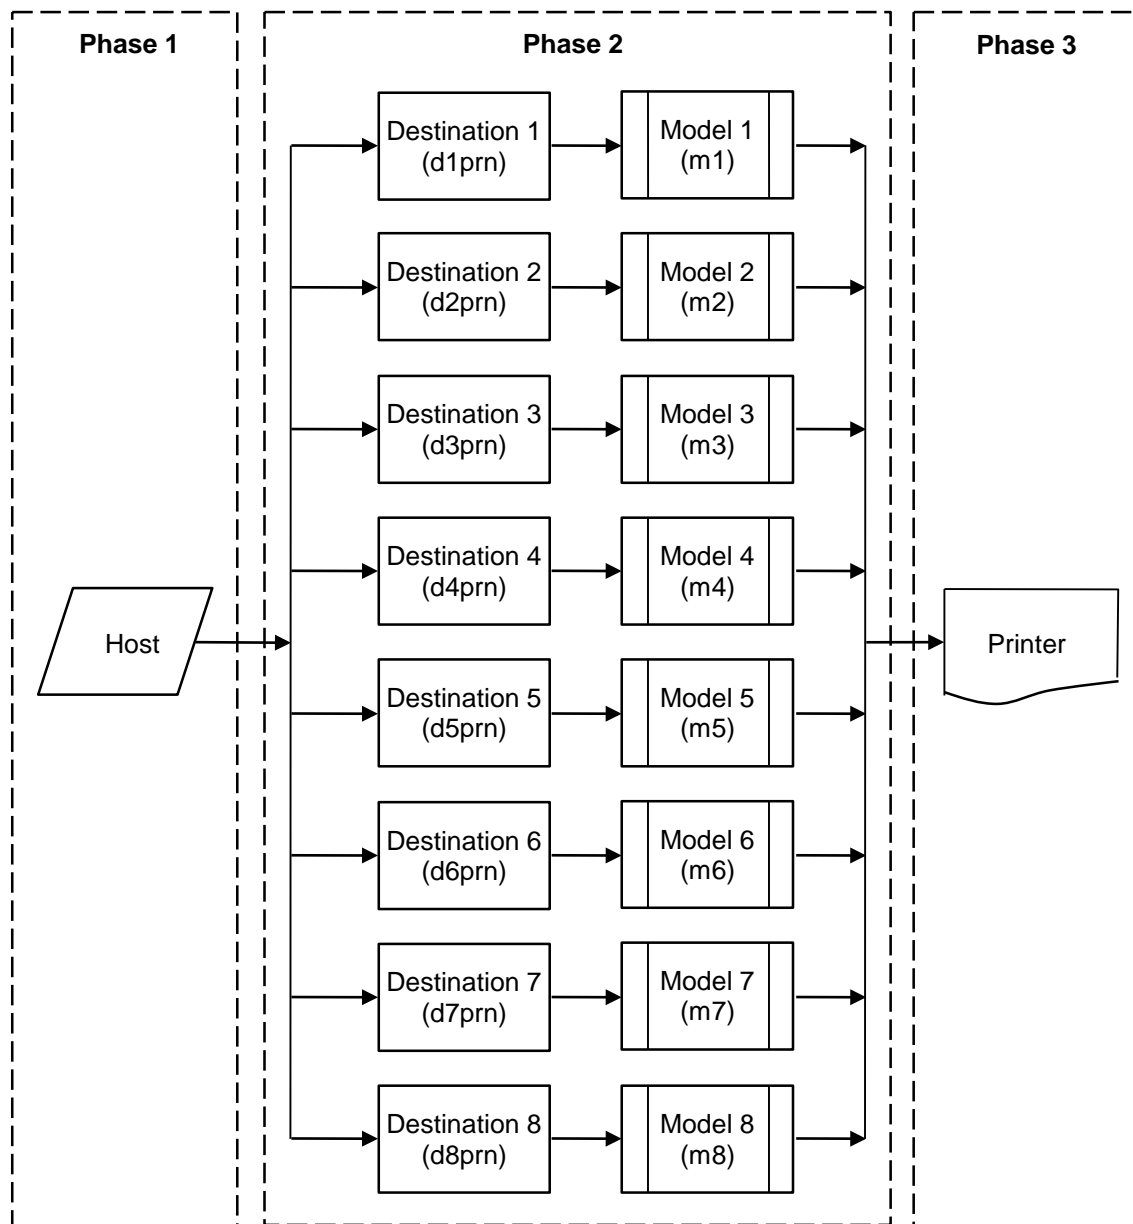 Phase 1
Phase 2
Phase 3
Destination 1
(d1prn)
Model 1
(m1)
Destination 2
(d2prn)
Model 2
(m2)
Destination 3
(d3prn)
Model 3
(m3)
Destination 4
(d4prn)
Model 4
(m4)
Host
Printer
Destination 5
(d5prn)
Model 5
(m5)
Destination 6
(d6prn)
Model 6
(m6)
Destination 7
(d7prn)
Model 7
(m7)
Destination 8
(d8prn)
Model 8
(m8)